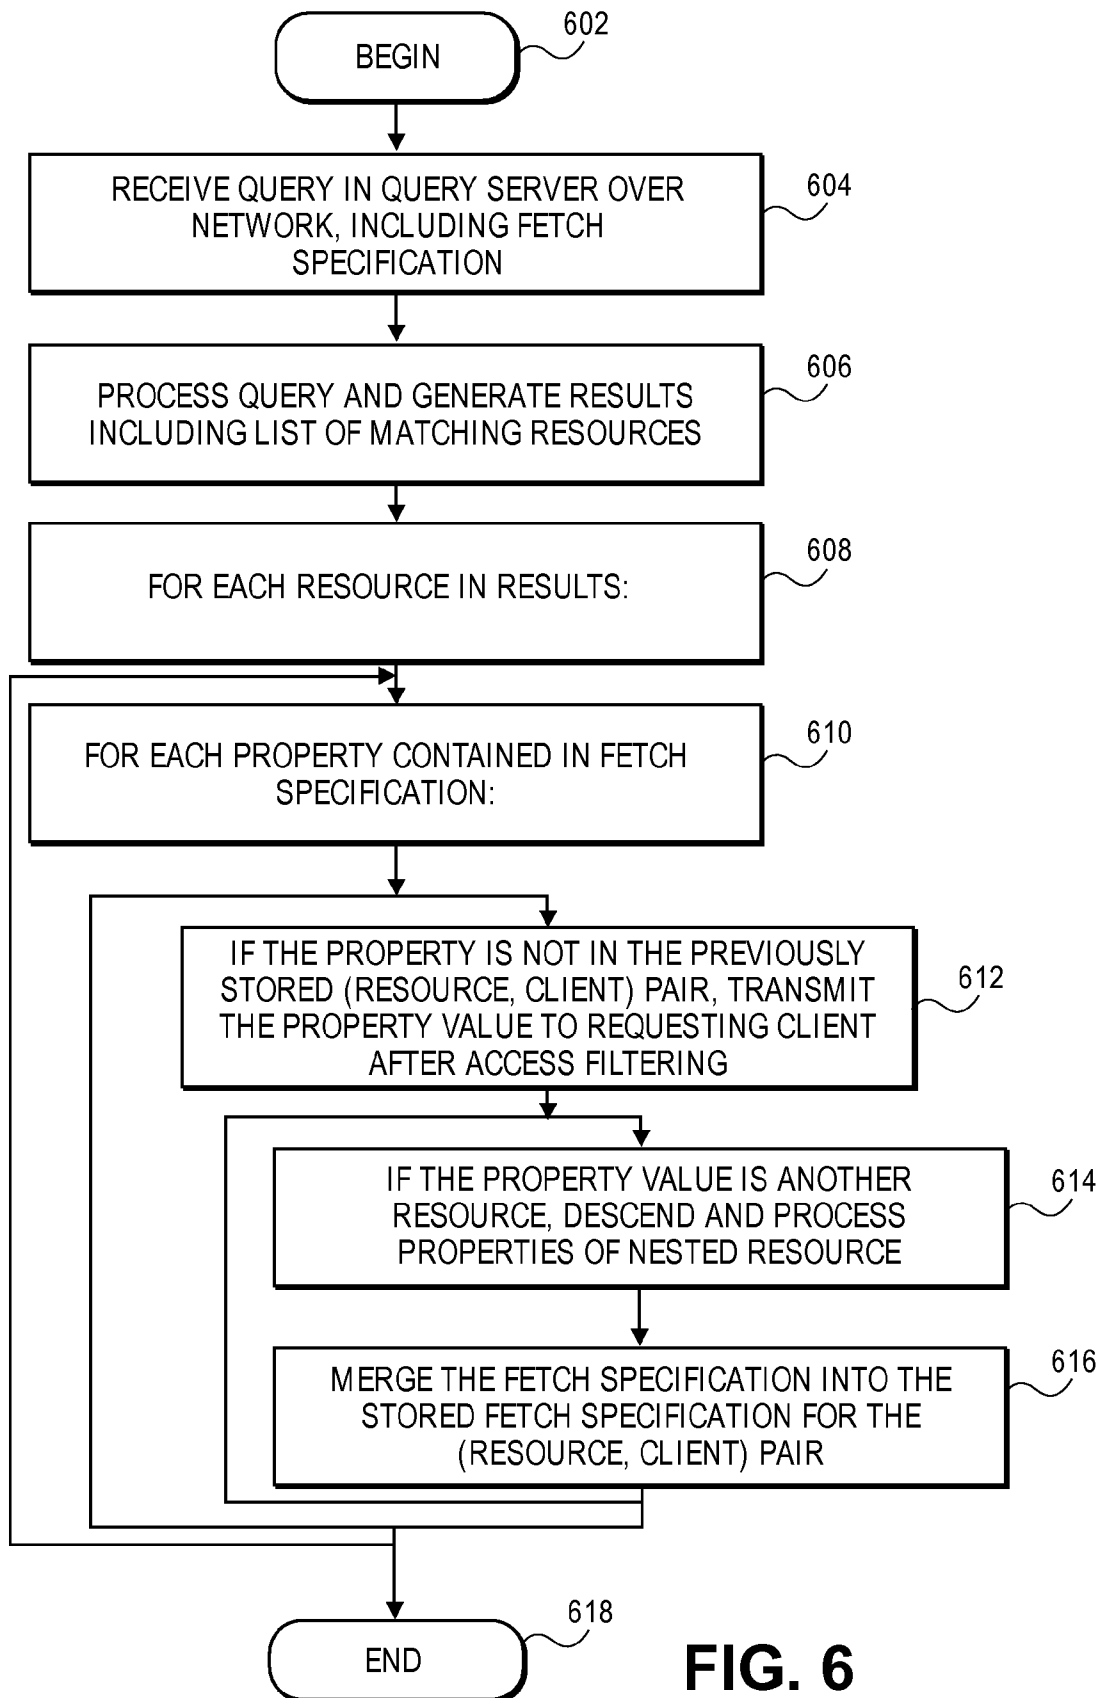 BEGIN
602
RECEIVE QUERY IN QUERY SERVER OVER
NETWORK, INCLUDING FETCH
SPECIFICATION
604
PROCESS QUERY AND GENERATE RESULTS
INCLUDING LIST OF MATCHING RESOURCES
606
FOR EACH RESOURCE IN RESULTS:
608
FOR EACH PROPERTY CONTAINED IN FETCH
SPECIFICATION:
610
IF THE PROPERTY IS NOT IN THE PREVIOUSLY
STORED (RESOURCE, CLIENT) PAIR, TRANSMIT
THE PROPERTY VALUE TO REQUESTING CLIENT
AFTER ACCESS FILTERING
612
IF THE PROPERTY VALUE IS ANOTHER
RESOURCE, DESCEND AND PROCESS
PROPERTIES OF NESTED RESOURCE
614
MERGE THE FETCH SPECIFICATION INTO THE
STORED FETCH SPECIFICATION FOR THE
(RESOURCE, CLIENT) PAIR
616
END
618
FIG. 6